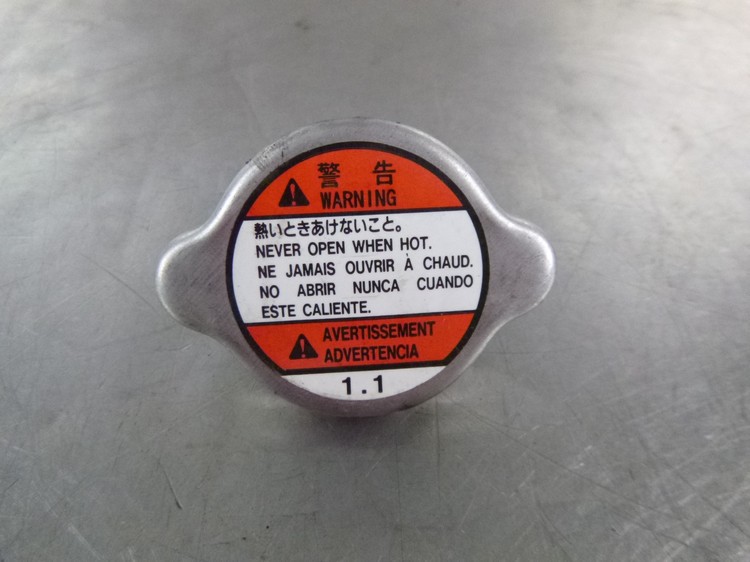 警告
WARNING
熱いときあけないこと。
NEVER OPEN WHEN HOT.
NE JAMAIS OUVRIR À CHAUD.
NO ABRIR NUNCA CUANDO
ESTE CALIENTE.
AVERTISSEMENT
ADVERTENCIA
1.1